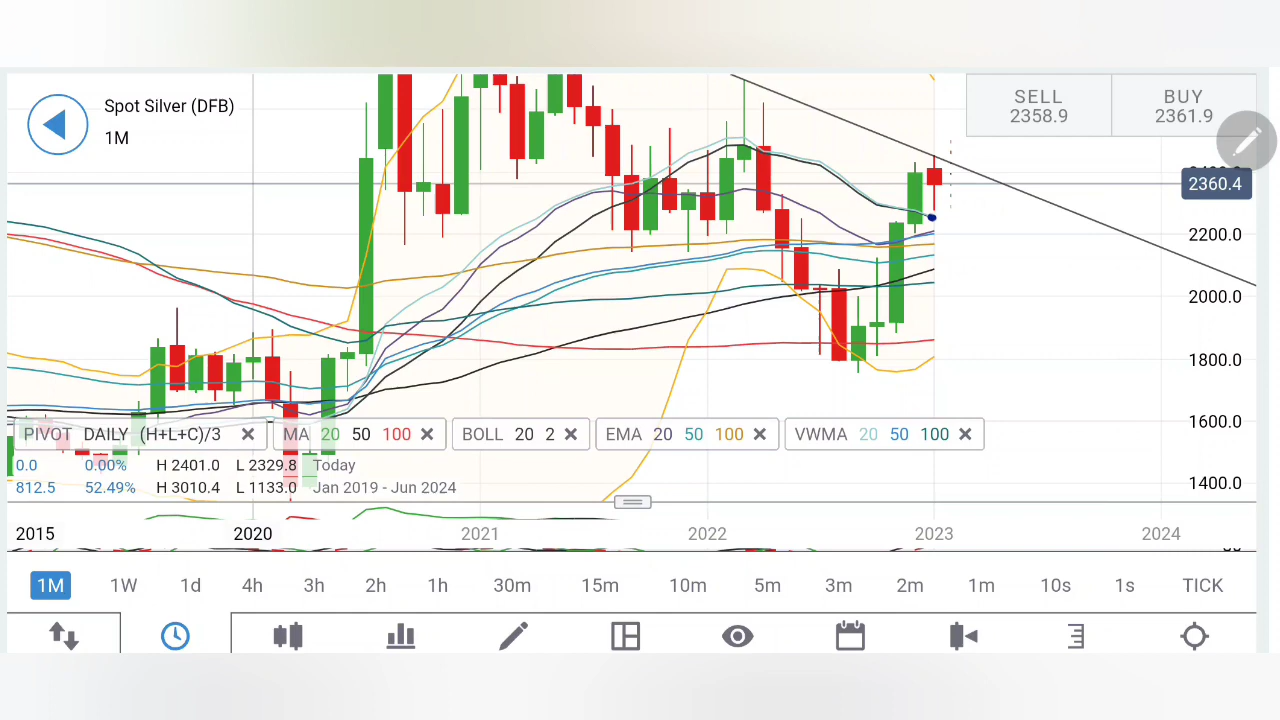 Spot Silver (DFB)
1M
SELL
2358.9
BUY
2361.9
2360.4
2200.0
2000.0
1800.0
1600.0
1400.0
PIVOT DAILY (H+L+C)/3
MA 20 50 100
BOLL 20 2
EMA 20 50 100
VWMA 20 50 100
0.0 0.00% H 2401.0 L 2329.8 Today
812.5 52.49% H 3010.4 L 1133.0 Jan 2019 - Jun 2024
2015 2020 2021 2022 2023 2024
1M 1W 1d 4h 3h 2h 1h 30m 15m 10m 5m 3m 2m 1m 10s 1s TICK